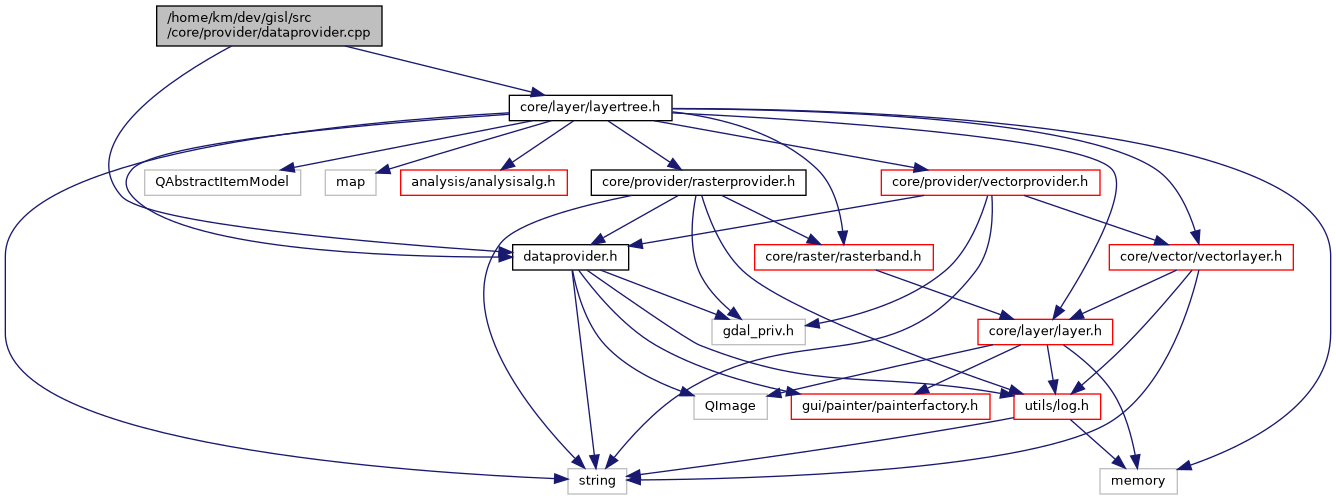 /home/km/dev/gisl/src
/core/provider/dataprovider.cpp
core/layer/layertree.h
QAbstractItemModel
map
analysis/analysisalg.h
core/provider/rasterprovider.h
core/provider/vectorprovider.h
dataprovider.h
core/raster/rasterband.h
core/vector/vectorlayer.h
gdal_priv.h
core/layer/layer.h
QImage
gui/painter/painterfactory.h
utils/log.h
string
memory